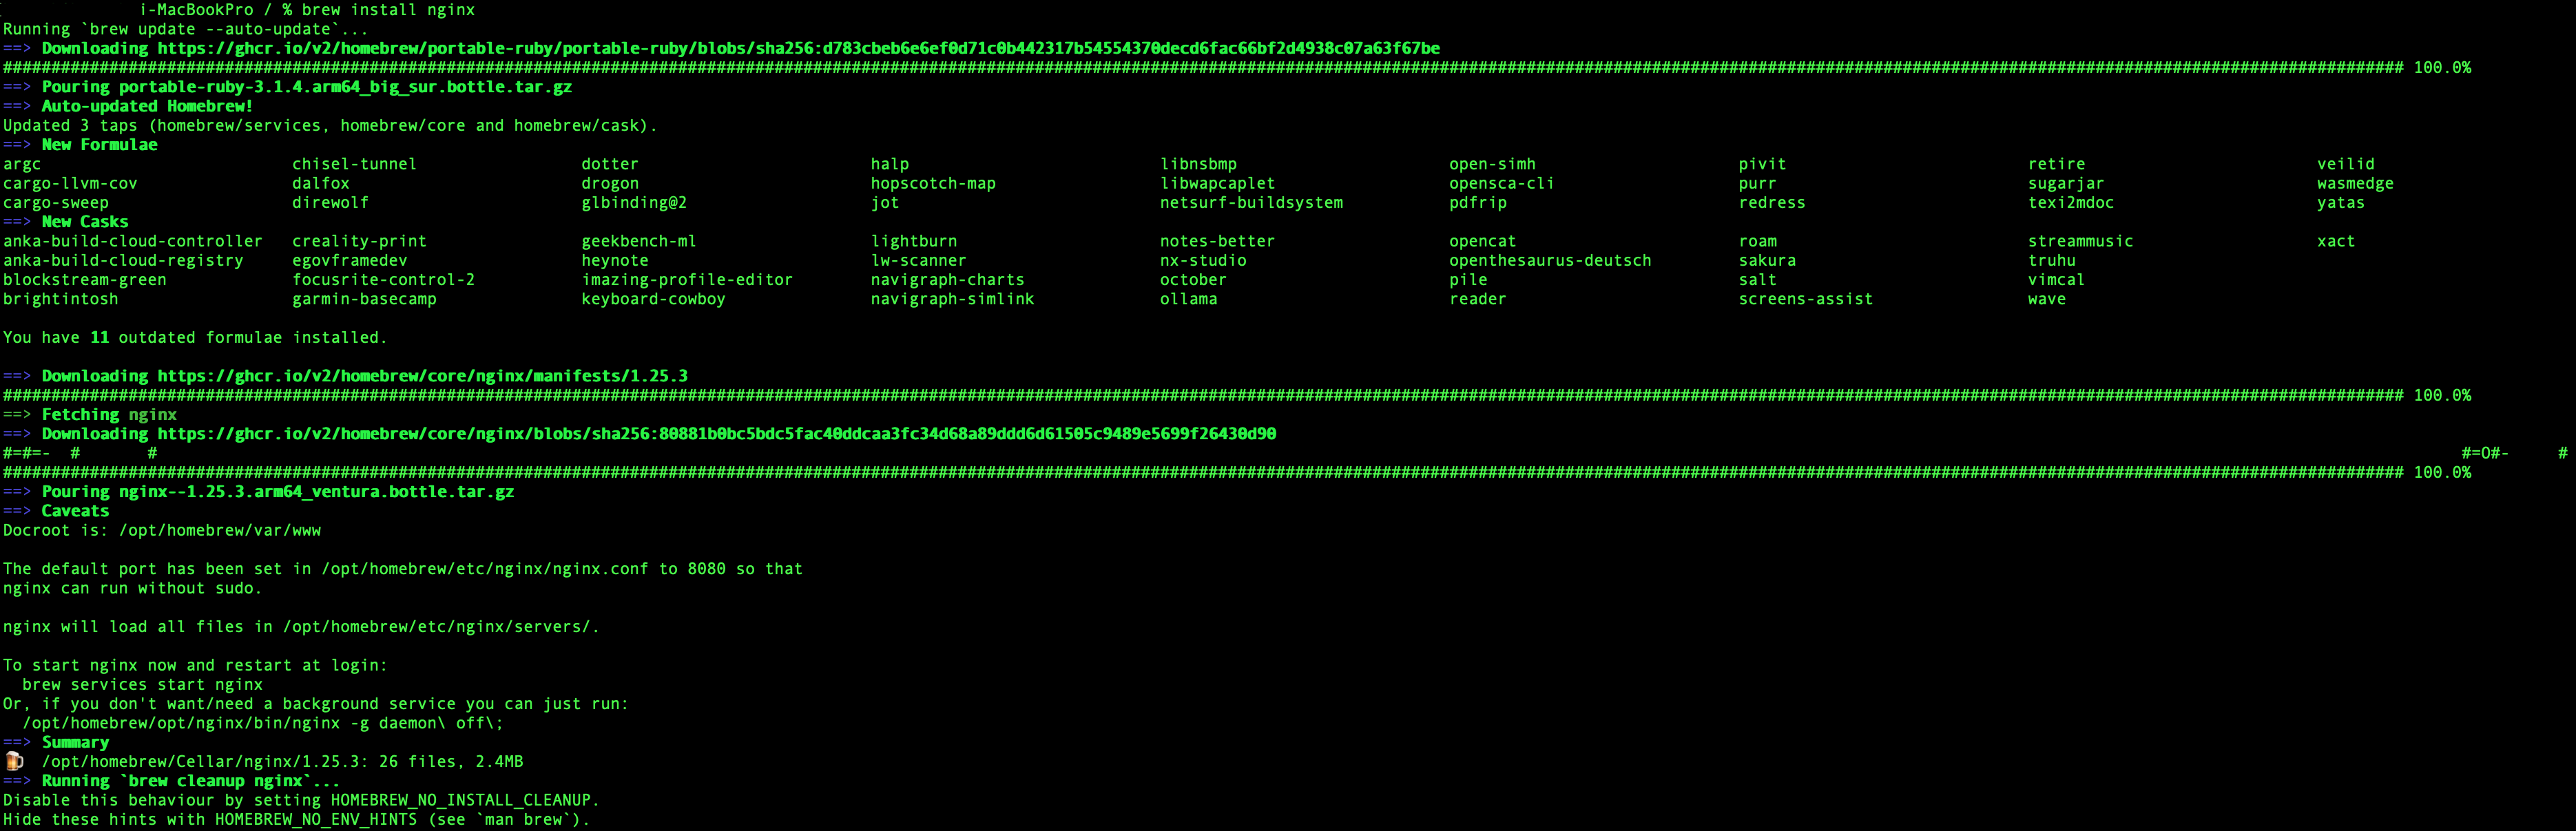 i-MacBookPro / % brew install nginx
Running `brew update --auto-update`...
==> Downloading https://ghcr.io/v2/homebrew/portable-ruby/portable-ruby/blobs/sha256:d783cbeb6e6ef0d71c0b442317b54554370decd6fac66bf2d4938c07a63f67be
######################################################################## 100.0%
==> Pouring portable-ruby-3.1.4.arm64_big_sur.bottle.tar.gz
==> Auto-updated Homebrew!
Updated 3 taps (homebrew/services, homebrew/core and homebrew/cask).
==> New Formulae
argc chisel-tunnel dotter halp libnsbmp open-simh pivit retire veilid
cargo-llvm-cov dalfox drogon hopscotch-map libwapcaplet opensca-cli purr sugarjar wasmedge
cargo-sweep direwolf glbinding@2 jot netsurf-buildsystem pdfrip redress texi2mdoc yatas
==> New Casks
anka-build-cloud-controller creality-print geekbench-ml lightburn notes-better opencat roam streammusic xact
anka-build-cloud-registry egovframedev heynote lw-scanner nx-studio openthesaurus-deutsch sakura truhu
blockstream-green focusrite-control-2 imazing-profile-editor navigraph-charts october pile salt vimcal
brightintosh garmin-basecamp keyboard-cowboy navigraph-simlink ollama reader screens-assist wave
You have 11 outdated formulae installed.
==> Downloading https://ghcr.io/v2/homebrew/core/nginx/manifests/1.25.3
######################################################################## 100.0%
==> Fetching nginx
==> Downloading https://ghcr.io/v2/homebrew/core/nginx/blobs/sha256:80881b0bc5bdc5fac40ddcaa3fc34d68a89ddd6d61505c9489e5699f26430d90
#=#=- # # #=O#- #
######################################################################## 100.0%
==> Pouring nginx--1.25.3.arm64_ventura.bottle.tar.gz
==> Caveats
Docroot is: /opt/homebrew/var/www
The default port has been set in /opt/homebrew/etc/nginx/nginx.conf to 8080 so that
nginx can run without sudo.
nginx will load all files in /opt/homebrew/etc/nginx/servers/.
To start nginx now and restart at login:
brew services start nginx
Or, if you don't want/need a background service you can just run:
/opt/homebrew/opt/nginx/bin/nginx -g daemon\ off\;
==> Summary
🍺 /opt/homebrew/Cellar/nginx/1.25.3: 26 files, 2.4MB
==> Running `brew cleanup nginx`...
Disable this behaviour by setting HOMEBREW_NO_INSTALL_CLEANUP.
Hide these hints with HOMEBREW_NO_ENV_HINTS (see `man brew`).